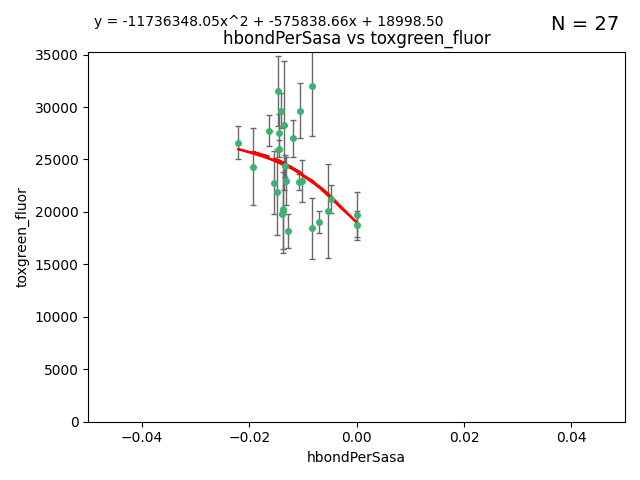 y = -11736348.05x^2 + -575838.66x + 18998.50
N = 27
hbondPerSasa vs toxgreen_fluor
35000
30000
25000
20000
15000
10000
5000
0
toxgreen_fluor
−0.04
−0.02
0.00
0.02
0.04
hbondPerSasa